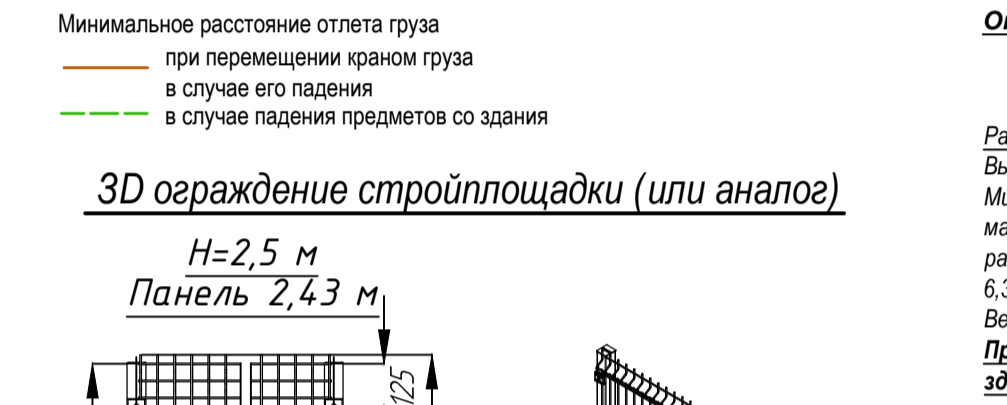 Минимальное расстояние отлета груза
при перемещении краном груза
в случае его падения
в случае падения предметов со здания
3D ограждение стройплощадки (или аналог)
H=2,5 м
Панель 2,43 м
125